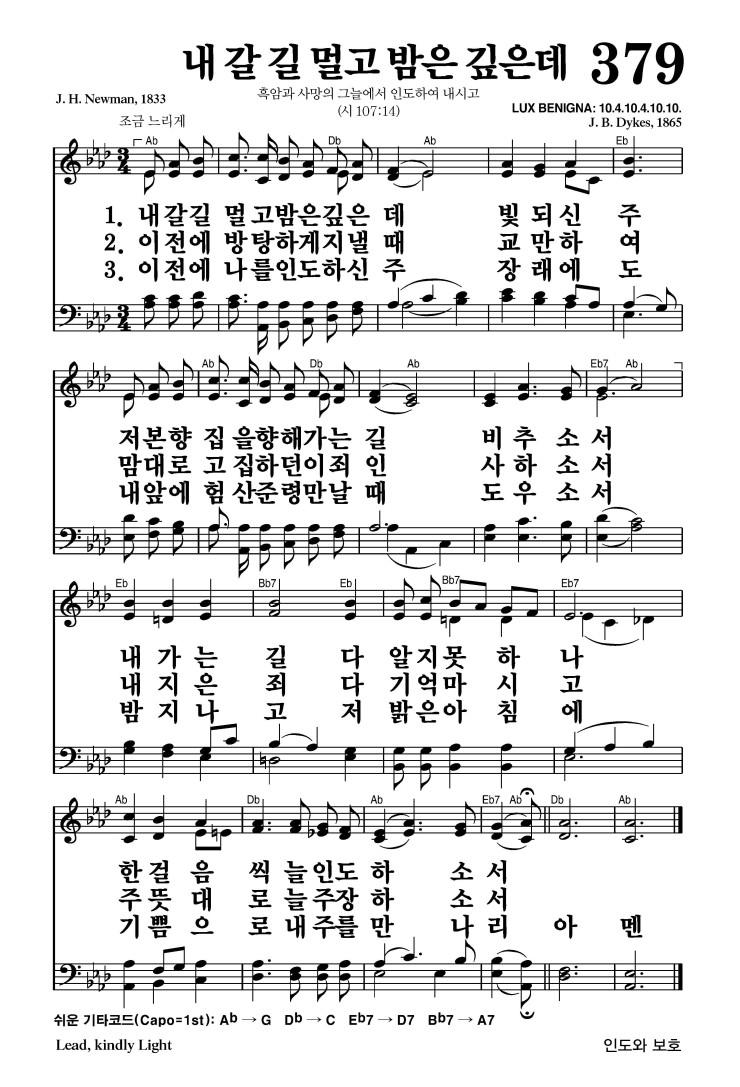 내 갈 길 멀고 밤은 깊은데 379
J. H. Newman, 1833
흑암과 사망의 그늘에서 인도하여 내시고
(시 107:14)
LUX BENIGNA: 10.4.10.4.10.10.
J. B. Dykes, 1865
조금 느리게
Ab Db Ab Eb
1. 내갈길 멀고밤은깊은 데 빛 되신 주
2. 이전에 방탕하게지낼 때 교 만하 여
3. 이전에 나를인도하신 주 장 래에 도
Ab Db Ab Eb7 Ab
저본향 집을향해가는 길 비 추 소 서
맘대로 고집하던이죄 인 사 하 소 서
내앞에 험산준령만날 때 도 우 소 서
Eb Bb7 Eb Bb7 Eb7
내 가 는 길 다 알지못 하 나
내 지 은 죄 다 기억마 시 고
밤 지 나 고 저 밝은아 침 에
Ab Db Ab Eb7 Ab Db Ab
한 걸 음 씩 늘인도 하 소 서
주 뜻 대 로 늘주장 하 소 서
기 쁨 으 로 내주를 만 나 리 아 멘
쉬운 기타코드(Capo=1st): Ab → G Db → C Eb7 → D7 Bb7 → A7
Lead, kindly Light
인도와 보호